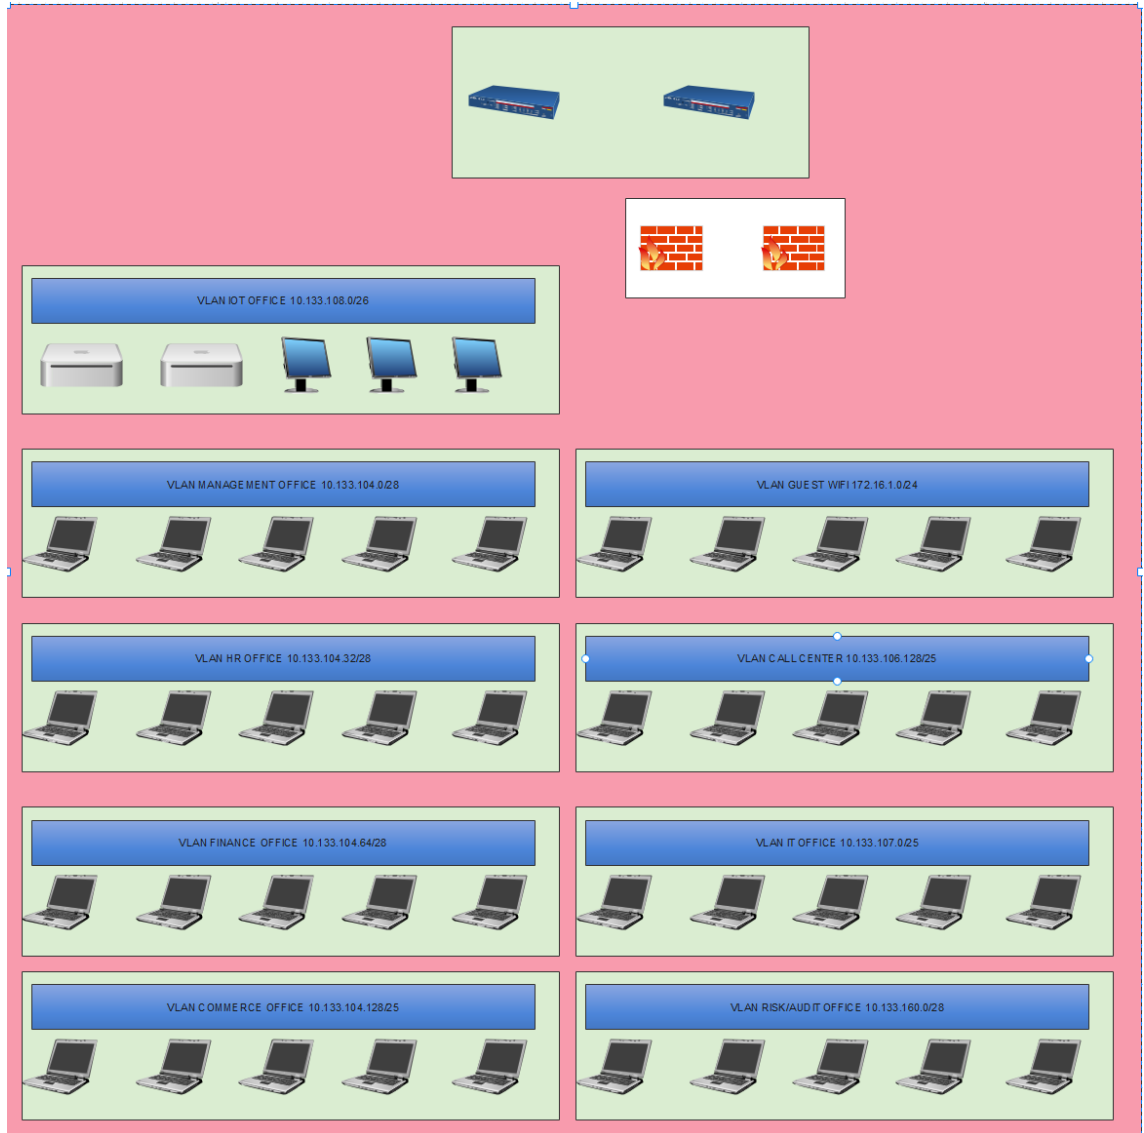 VLAN IOT OFFICE 10.133.108.0/26
VLAN MANAGEMENT OFFICE 10.133.104.0/28
VLAN GUEST WIFI 172.16.1.0/24
VLAN HR OFFICE 10.133.104.32/28
VLAN CALL CENTER 10.133.106.128/25
VLAN FINANCE OFFICE 10.133.104.64/28
VLAN IT OFFICE 10.133.107.0/25
VLAN COMMERCE OFFICE 10.133.104.128/25
VLAN RISK/AUDIT OFFICE 10.133.160.0/28